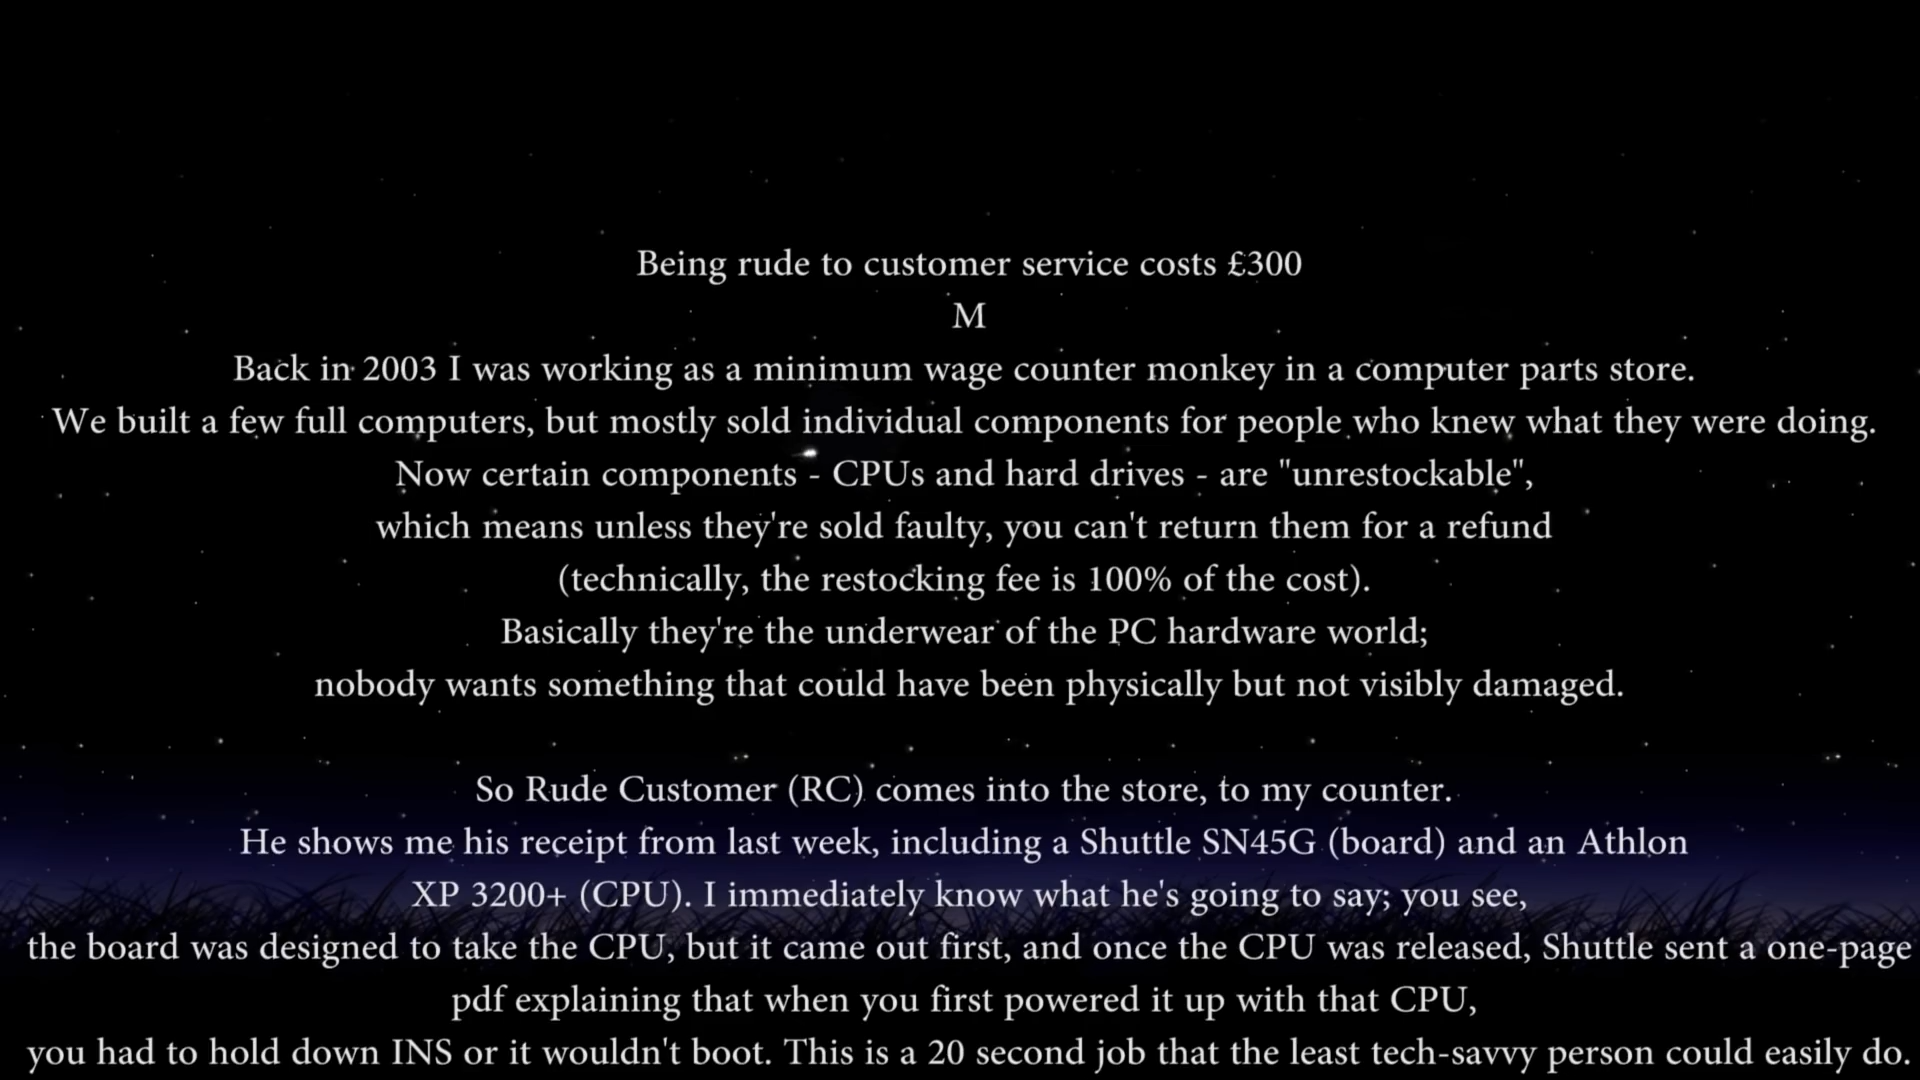 Being rude to customer service costs £300
M
Back in 2003 I was working as a minimum wage counter monkey in a computer parts store.
We built a few full computers, but mostly sold individual components for people who knew what they were doing.
Now certain components - CPUs and hard drives - are "unrestockable",
which means unless they're sold faulty, you can't return them for a refund
(technically, the restocking fee is 100% of the cost).
Basically they're the underwear of the PC hardware world;
nobody wants something that could have been physically but not visibly damaged.
So Rude Customer (RC) comes into the store, to my counter.
He shows me his receipt from last week, including a Shuttle SN45G (board) and an Athlon
XP 3200+ (CPU). I immediately know what he's going to say; you see,
the board was designed to take the CPU, but it came out first, and once the CPU was released, Shuttle sent a one-page
pdf explaining that when you first powered it up with that CPU,
you had to hold down INS or it wouldn't boot. This is a 20 second job that the least tech-savvy person could easily do.